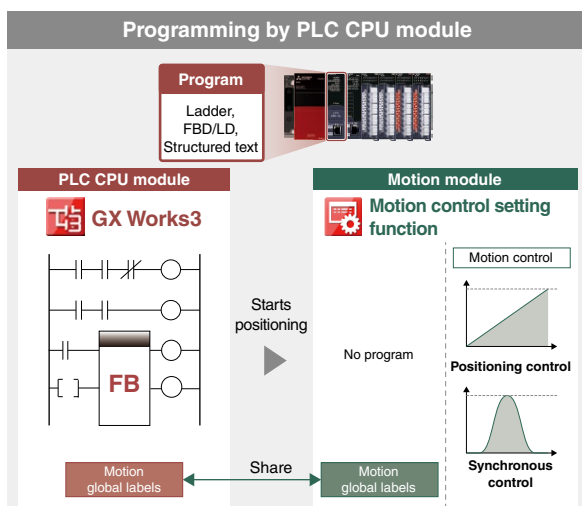 Programming by PLC CPU module
Program
Ladder,
FBD/LD,
Structured text
PLC CPU module
GX Works3
FB
Starts
positioning
Motion module
Motion control setting
function
No program
Motion control
Positioning control
Synchronous
control
Motion
global labels
Share
Motion
global labels